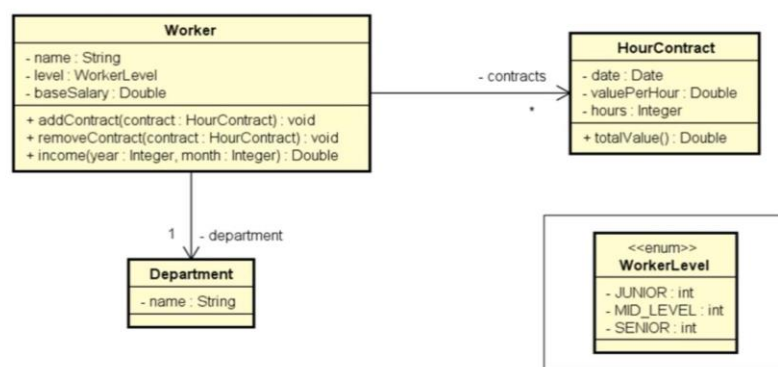 Worker
- name : String
- level : WorkerLevel
- baseSalary : Double
+ addContract(contract : HourContract) : void
+ removeContract(contract : HourContract) : void
+ income(year : Integer, month : Integer) : Double
- contracts
*
HourContract
- date : Date
- valuePerHour : Double
- hours : Integer
+ totalValue() : Double
1
- department
Department
- name : String
<<enum>>
WorkerLevel
- JUNIOR : int
- MID_LEVEL : int
- SENIOR : int